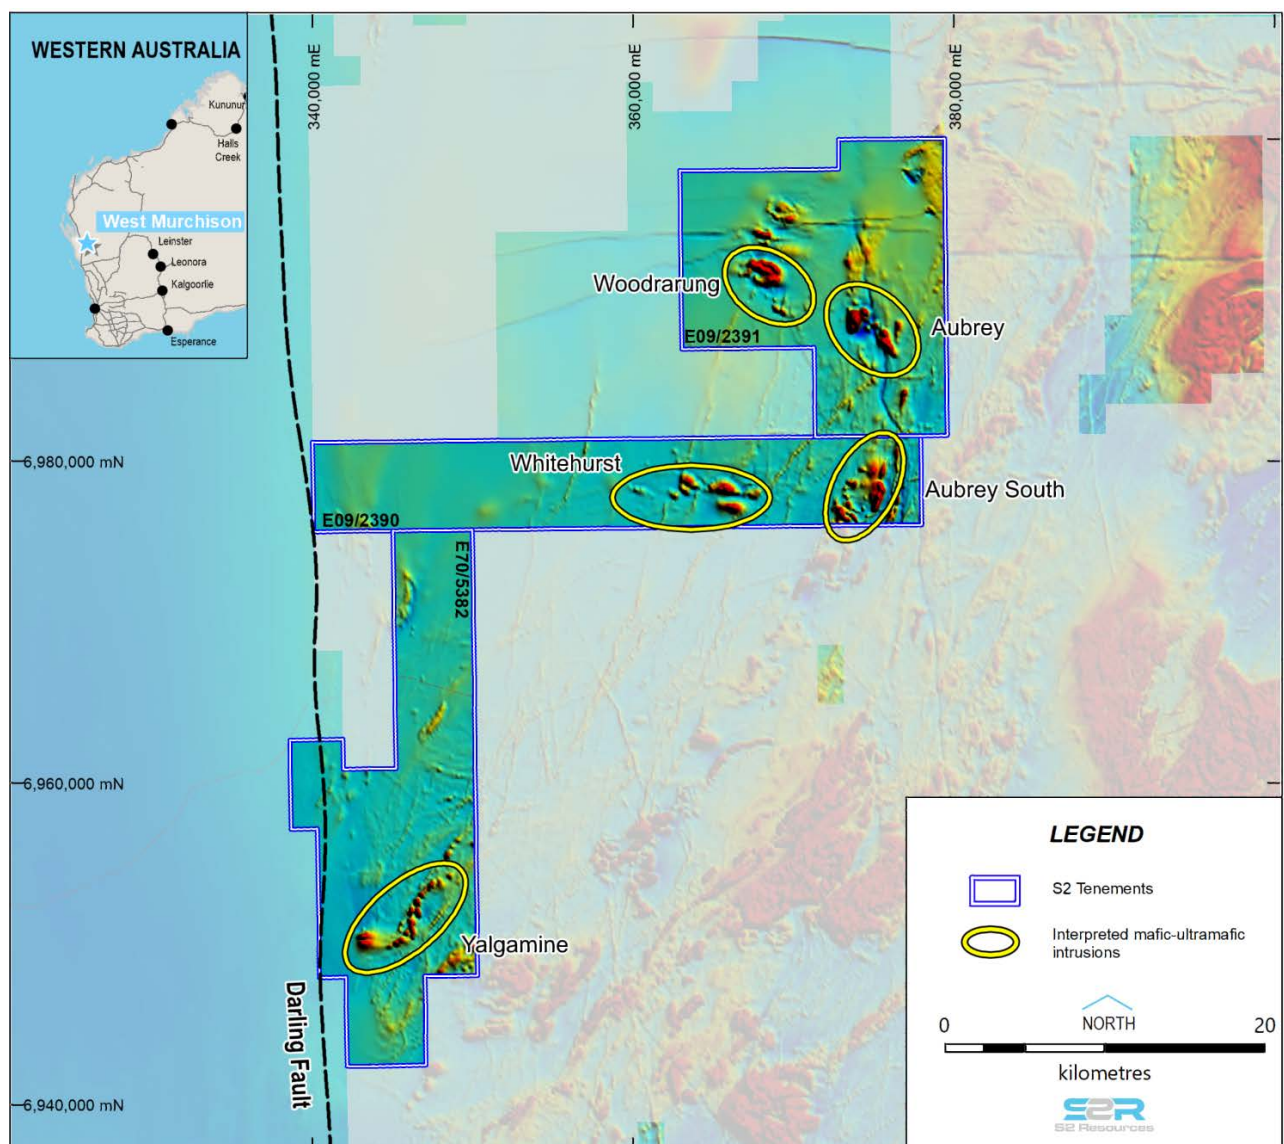 WESTERN AUSTRALIA
Kununur
Halls
Creek
West Murchison
Leinster
Leonora
Kalgoorlie
Esperance
340,000 mE
360,000 mE
380,000 mE
Woodrarung
Aubrey
E09/2391
6,980,000 mN
Whitehurst
Aubrey South
E09/2390
E70/5382
6,960,000 mN
Yalgamine
Darling Fault
6,940,000 mN
LEGEND
S2 Tenements
Interpreted mafic-ultramafic
intrusions
NORTH
0
20
kilometres
S2R
S2 Resources